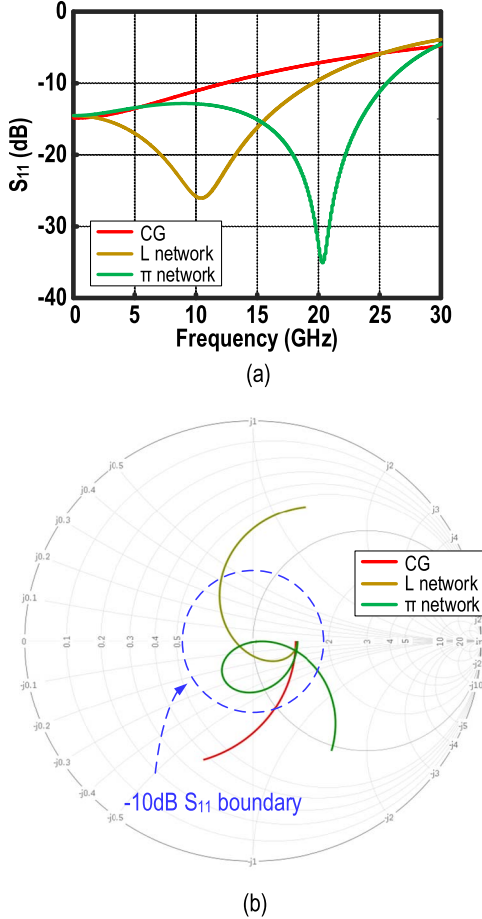 0
-10
-20
-30
-40
S11 (dB)
CG
L network
π network
0 5 10 15 20 25 30
Frequency (GHz)
(a)
j1
j0.5
j2
j0.4
j0.3
j3
j0.2
j4
CG
L network
π network
j0.1
0 0.1 0.2 0.3 0.4 0.5 1 2 3 4 5 10 20
-j0.1
-j10
-j0.2
-j4
-j0.3
-j3
-j0.4
-j0.5
-j2
-j1
-10dB S11 boundary
(b)